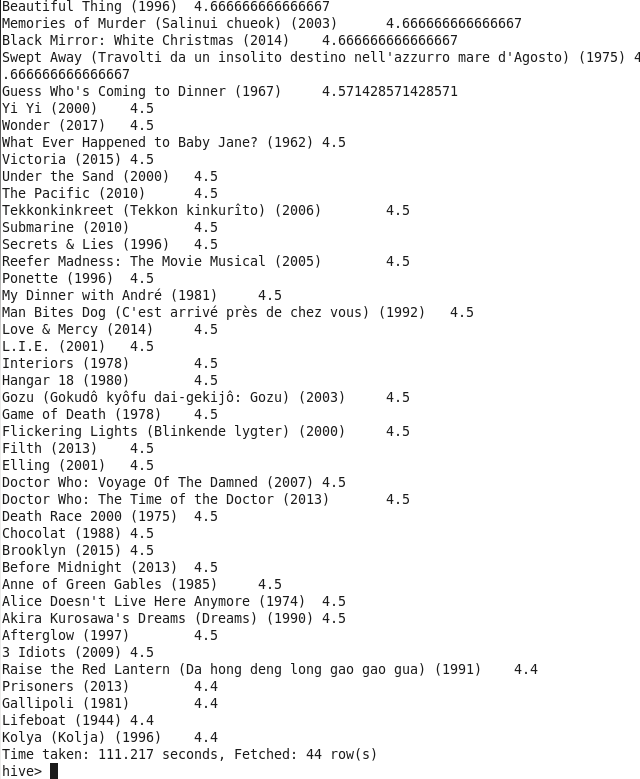 Beautiful Thing (1996)	4.666666666666667
Memories of Murder (Salinui chueok) (2003)	4.666666666666667
Black Mirror: White Christmas (2014)	4.666666666666667
Swept Away (Travolti da un insolito destino nell'azzurro mare d'Agosto) (1975) 4
.666666666666667
Guess Who's Coming to Dinner (1967)	4.571428571428571
Yi Yi (2000)	4.5
Wonder (2017)	4.5
What Ever Happened to Baby Jane? (1962)	4.5
Victoria (2015)	4.5
Under the Sand (2000)	4.5
The Pacific (2010)	4.5
Tekkonkinkreet (Tekkon kinkurîto) (2006)	4.5
Submarine (2010)	4.5
Secrets & Lies (1996)	4.5
Reefer Madness: The Movie Musical (2005)	4.5
Ponette (1996)	4.5
My Dinner with André (1981)	4.5
Man Bites Dog (C'est arrivé près de chez vous) (1992)	4.5
Love & Mercy (2014)	4.5
L.I.E. (2001)	4.5
Interiors (1978)	4.5
Hangar 18 (1980)	4.5
Gozu (Gokudô kyôfu dai-gekijô: Gozu) (2003)	4.5
Game of Death (1978)	4.5
Flickering Lights (Blinkende lygter) (2000)	4.5
Filth (2013)	4.5
Elling (2001)	4.5
Doctor Who: Voyage Of The Damned (2007)	4.5
Doctor Who: The Time of the Doctor (2013)	4.5
Death Race 2000 (1975)	4.5
Chocolat (1988)	4.5
Brooklyn (2015)	4.5
Before Midnight (2013)	4.5
Anne of Green Gables (1985)	4.5
Alice Doesn't Live Here Anymore (1974)	4.5
Akira Kurosawa's Dreams (Dreams) (1990)	4.5
Afterglow (1997)	4.5
3 Idiots (2009)	4.5
Raise the Red Lantern (Da hong deng long gao gao gua) (1991)	4.4
Prisoners (2013)	4.4
Gallipoli (1981)	4.4
Lifeboat (1944)	4.4
Kolya (Kolja) (1996)	4.4
Time taken: 111.217 seconds, Fetched: 44 row(s)
hive>